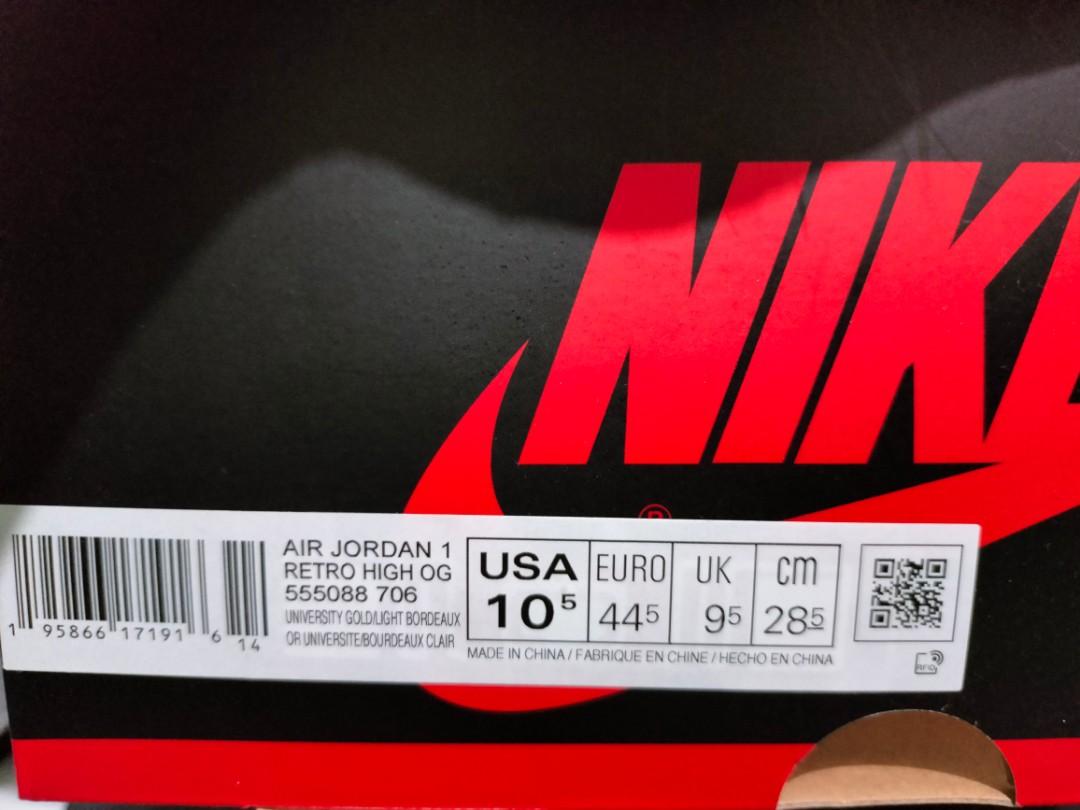 NIK
®
AIR JORDAN 1
RETRO HIGH OG
555088 706
UNIVERSITY GOLD/LIGHT BORDEAUX
OR UNIVERSITE/BOURDEAUX CLAIR
1 95866 17191 6 14
USA EURO UK cm
10⁵ 44⁵ 9⁵ 28⁵
MADE IN CHINA / FABRIQUE EN CHINE / HECHO EN CHINA
RFID